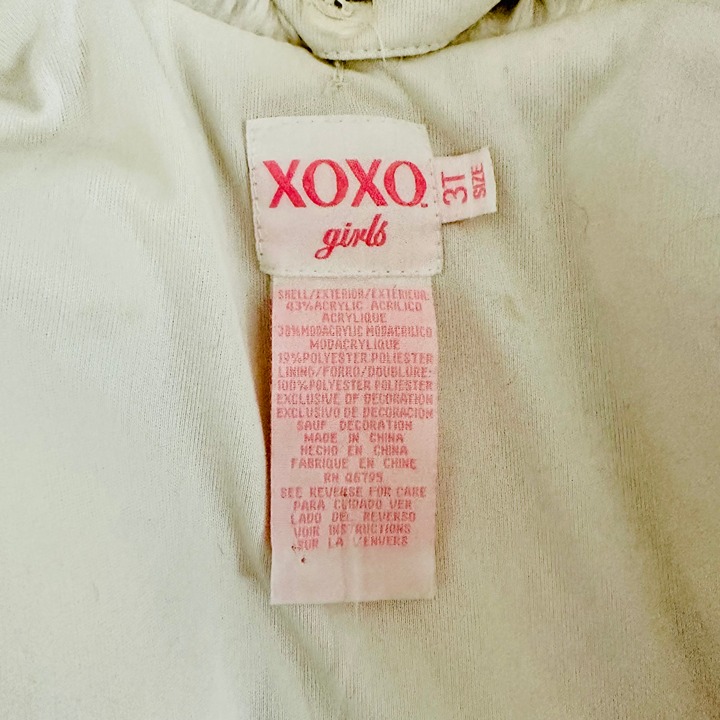 XOXO.
girls
3T
SIZE
SHELL/EXTERIOR/EXTÉRIEUR:
43%ACRYLIC ACRILICO
ACRYLIQUE
38%MODACRYLIC MODACRILICO
MODACRYLIQUE
19%POLYESTER POLIESTER
LINING/FORRO/DOUBLURE:
100%POLYESTER POLIESTER
EXCLUSIVE OF DECORATION
EXCLUSIVO DE DECORACION
SAUF DECORATION
MADE IN CHINA
HECHO EN CHINA
FABRIQUE EN CHINE
RN 46795
SEE REVERSE FOR CARE
PARA CUIDADO VER
LADO DEL REVERSO
VOIR INSTRUCTIONS
SUR LA L'ENVERS